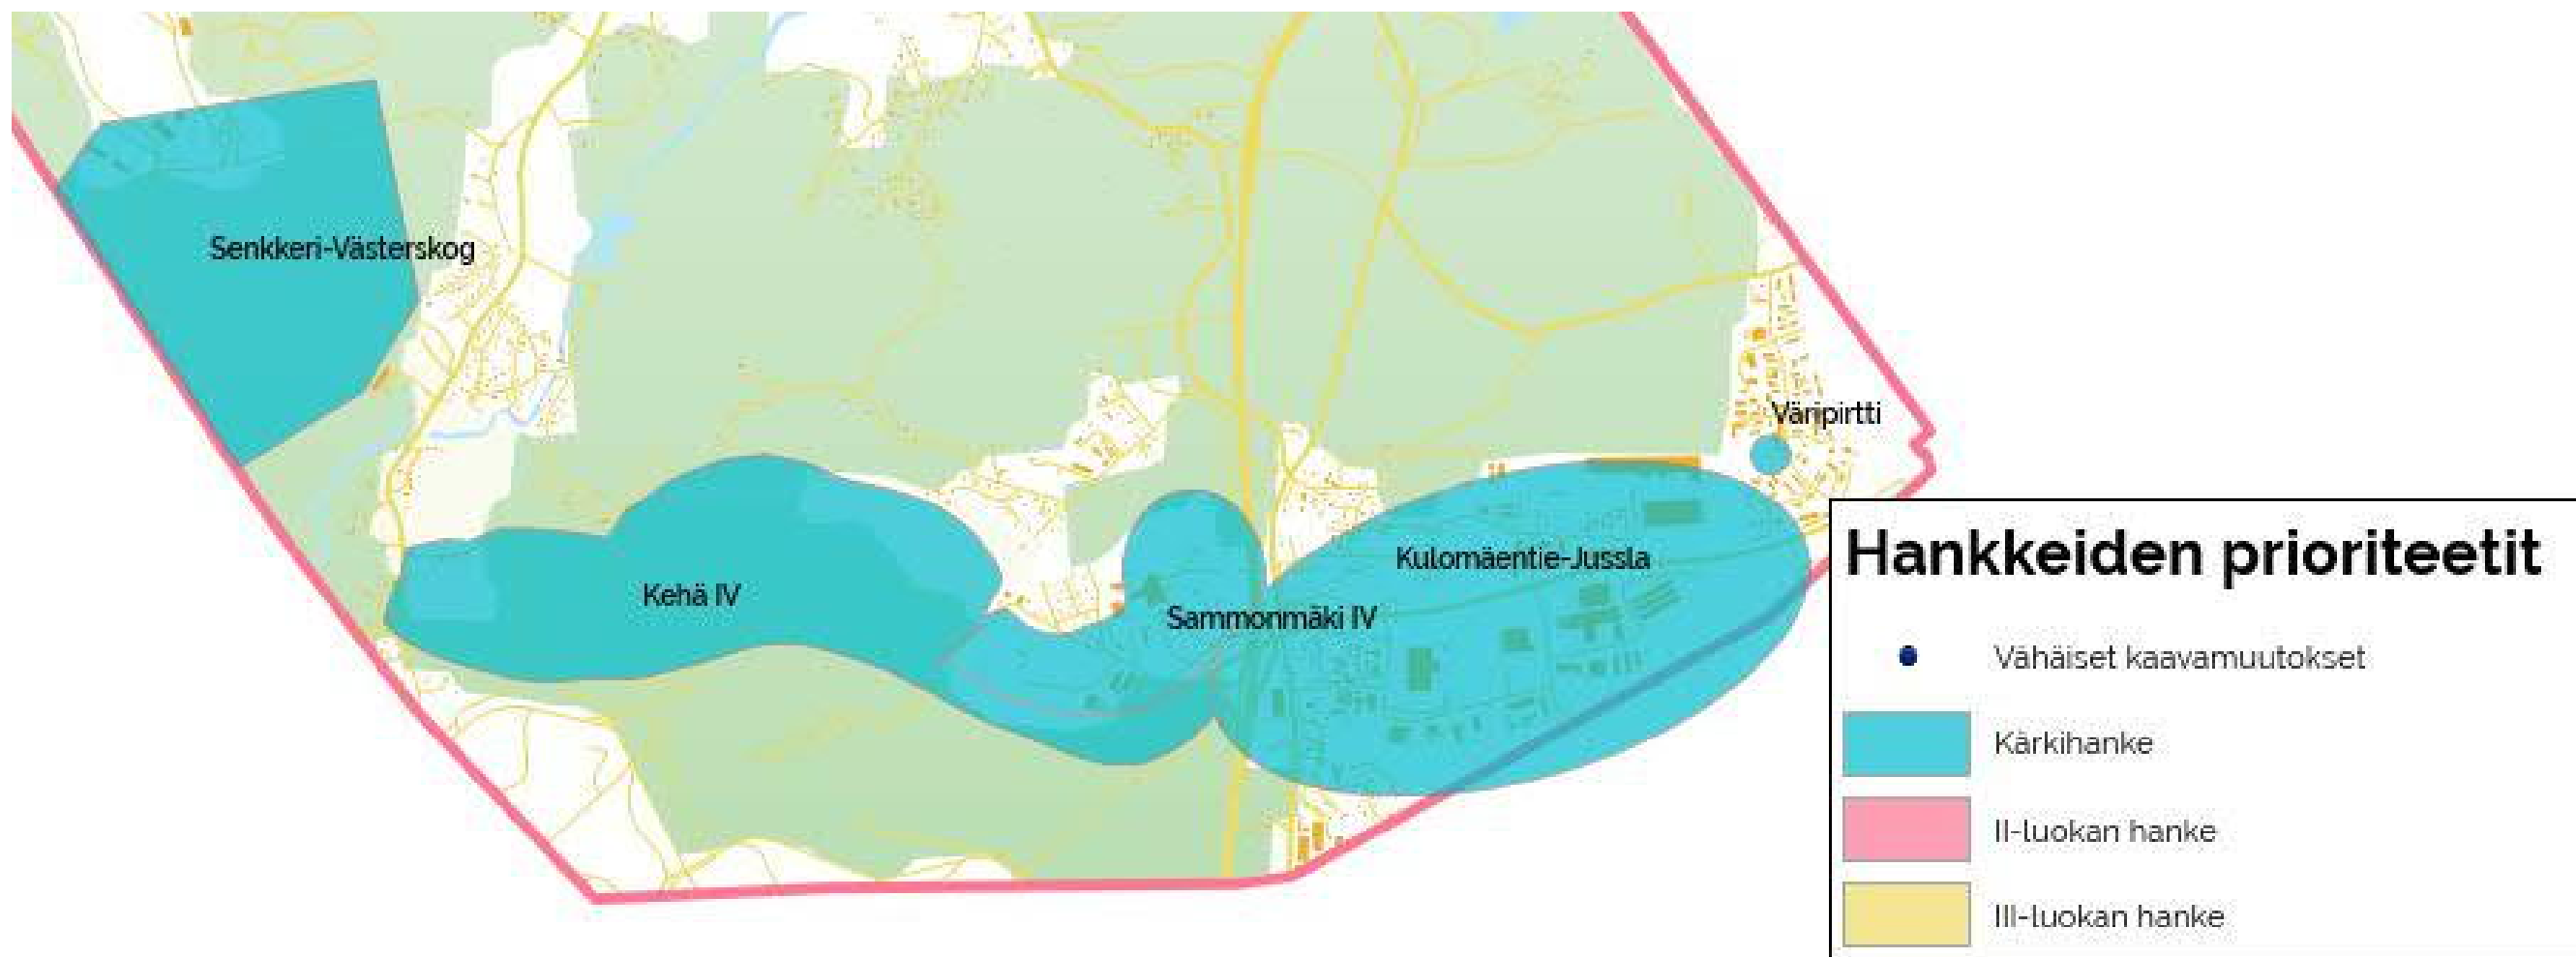 Senkkeri-Västerskog
Väripirtti
Kulomäentie-Jussla
Kehä IV
Sammonmäki IV
Hankkeiden prioriteetit
Vähäiset kaavamuutokset
Kärkihanke
II-luokan hanke
III-luokan hanke